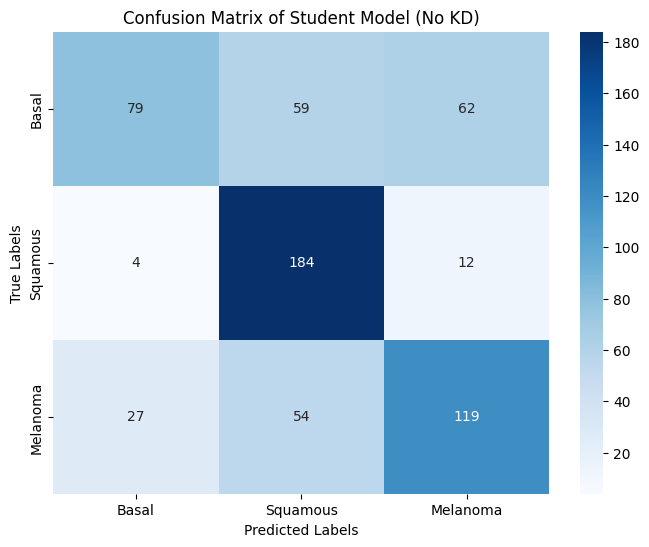 Confusion Matrix of Student Model (No KD)
True Labels
Basal
Squamous
Melanoma
79 59 62
4 184 12
27 54 119
Basal Squamous Melanoma
Predicted Labels
180
160
140
120
100
80
60
40
20